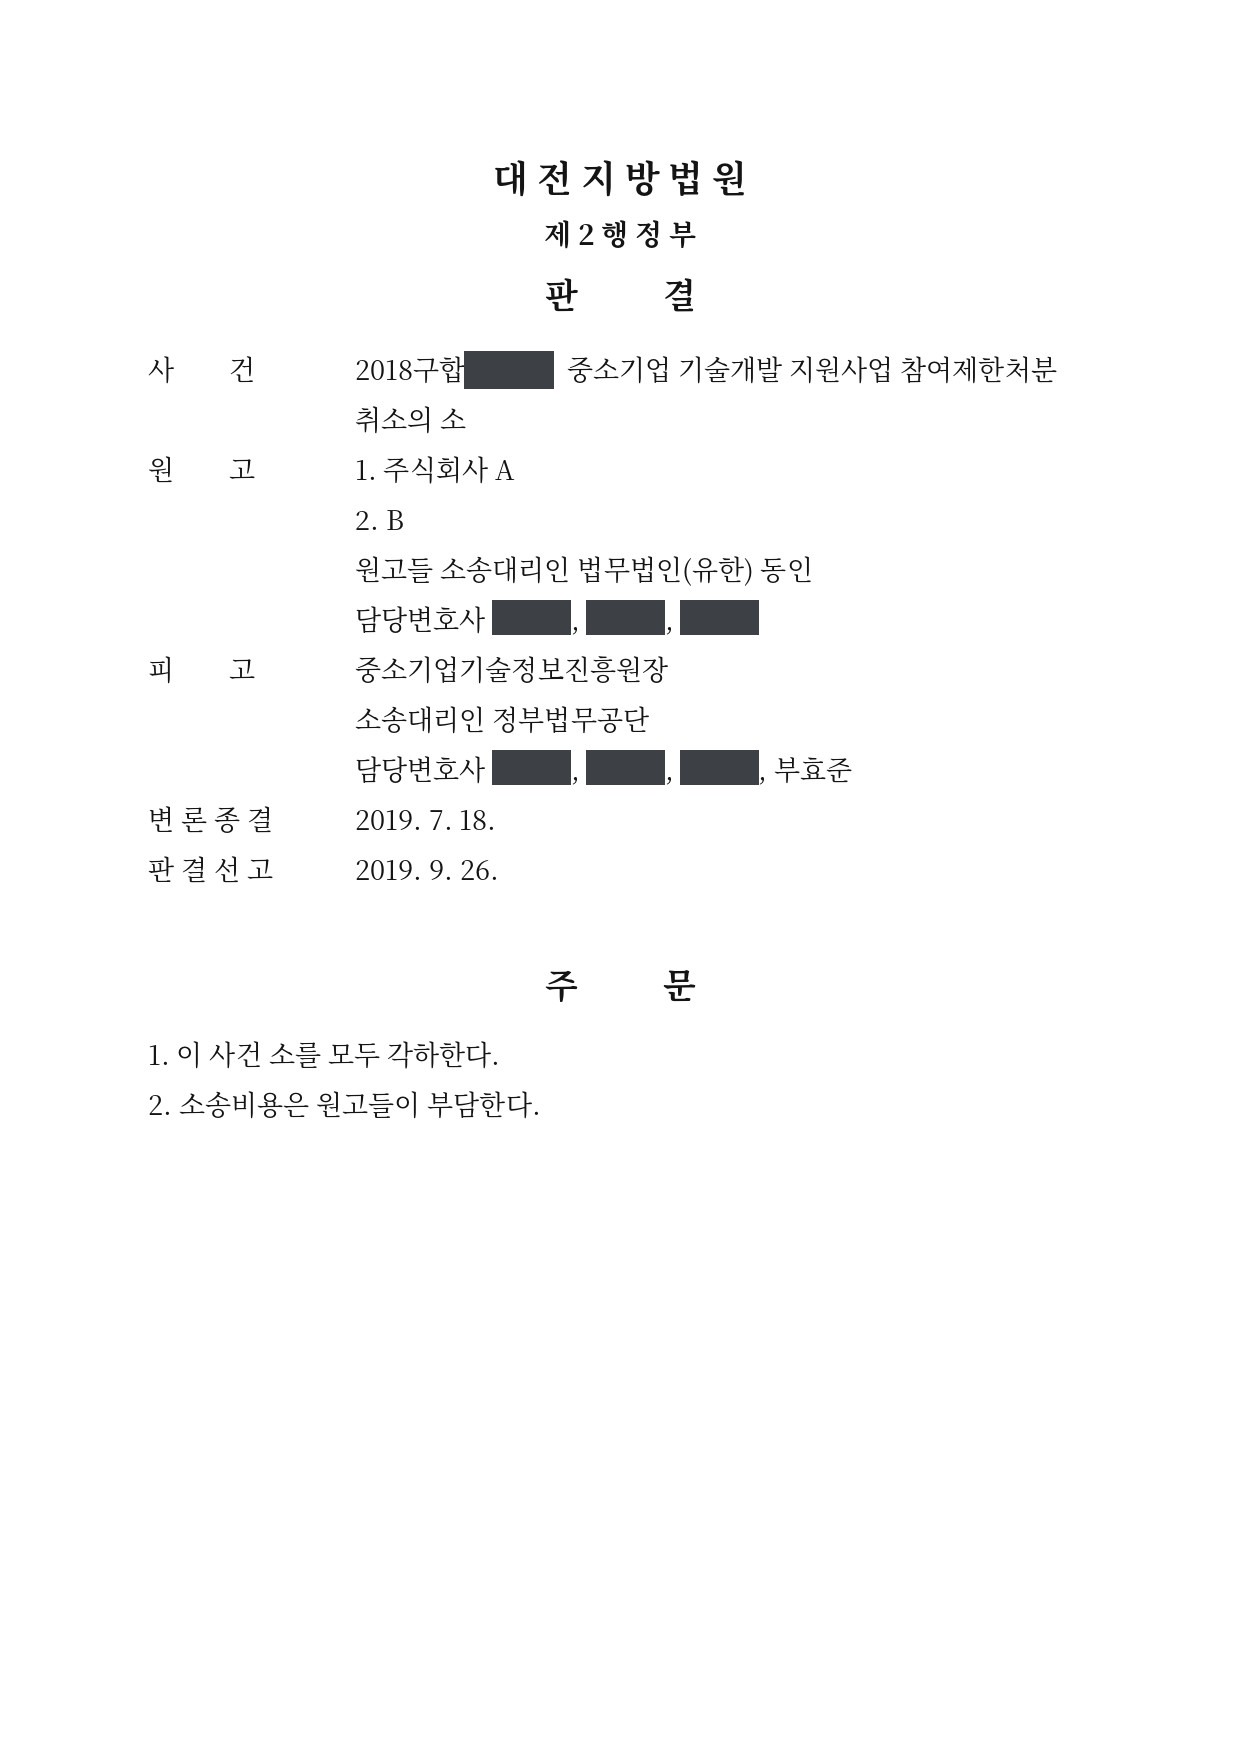 대전지방법원
제2행정부
판 결
사 건 2018구합 중소기업 기술개발 지원사업 참여제한처분
취소의 소
원 고 1. 주식회사 A
2. B
원고들 소송대리인 법무법인(유한) 동인
담당변호사 , ,
피 고 중소기업기술정보진흥원장
소송대리인 정부법무공단
담당변호사 , , , 부효준
변론종결 2019. 7. 18.
판결선고 2019. 9. 26.
주 문
1. 이 사건 소를 모두 각하한다.
2. 소송비용은 원고들이 부담한다.